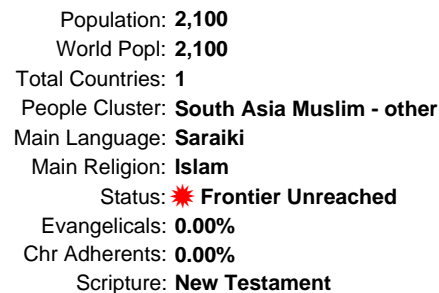 Population: 2,100
World Popl: 2,100
Total Countries: 1
People Cluster: South Asia Muslim - other
Main Language: Saraiki
Main Religion: Islam
Status: Frontier Unreached
Evangelicals: 0.00%
Chr Adherents: 0.00%
Scripture: New Testament